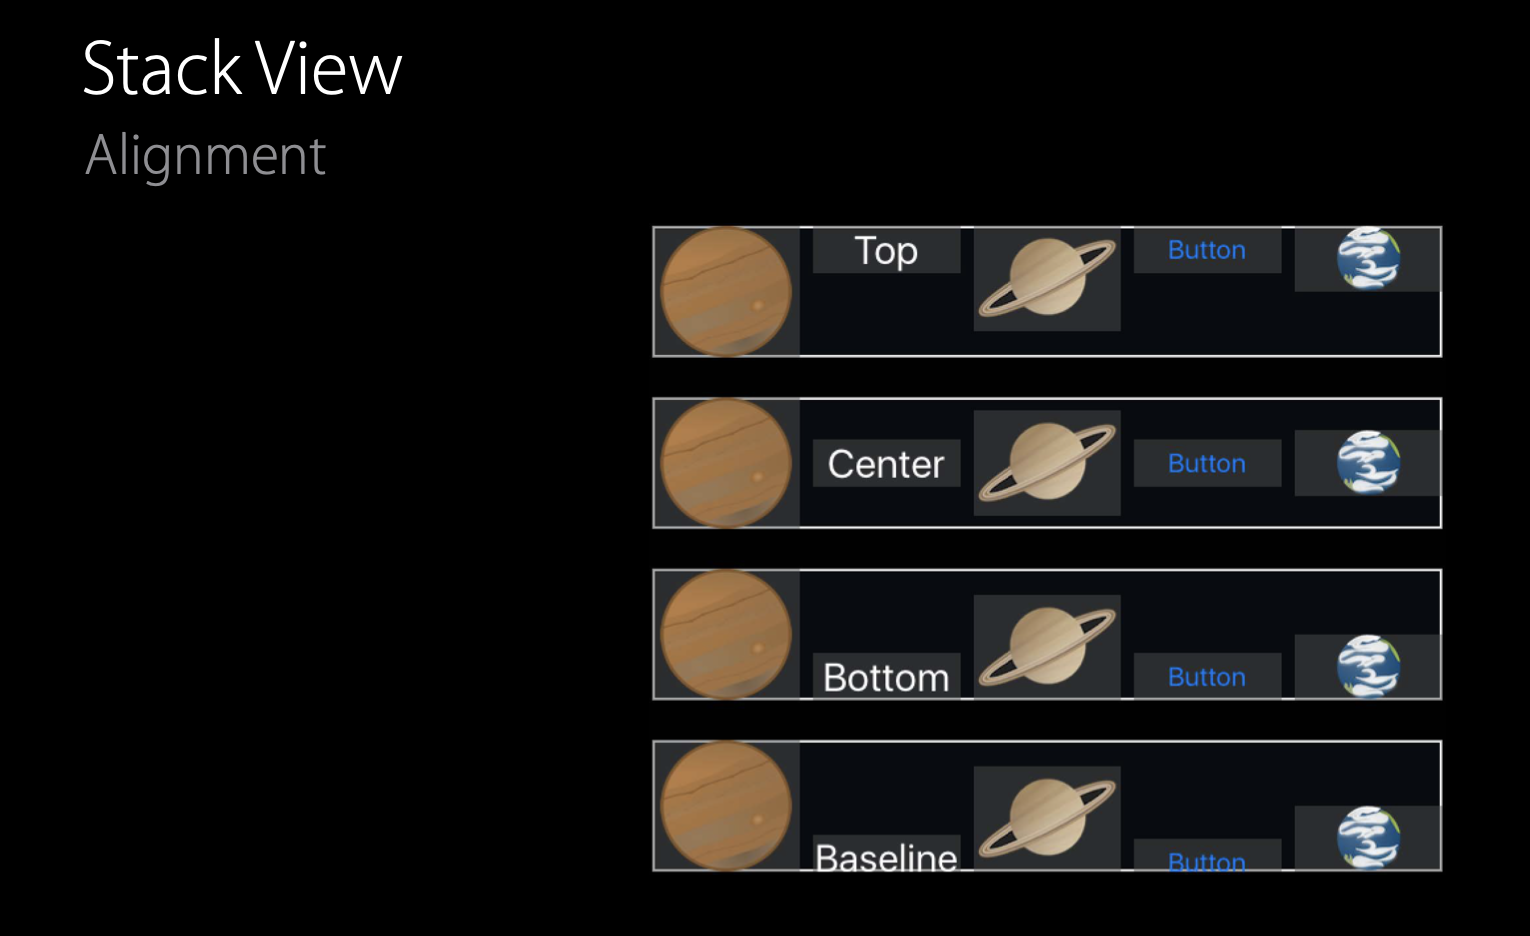 Stack View
Alignment
Top Button
Center Button
Bottom Button
Baseline Button